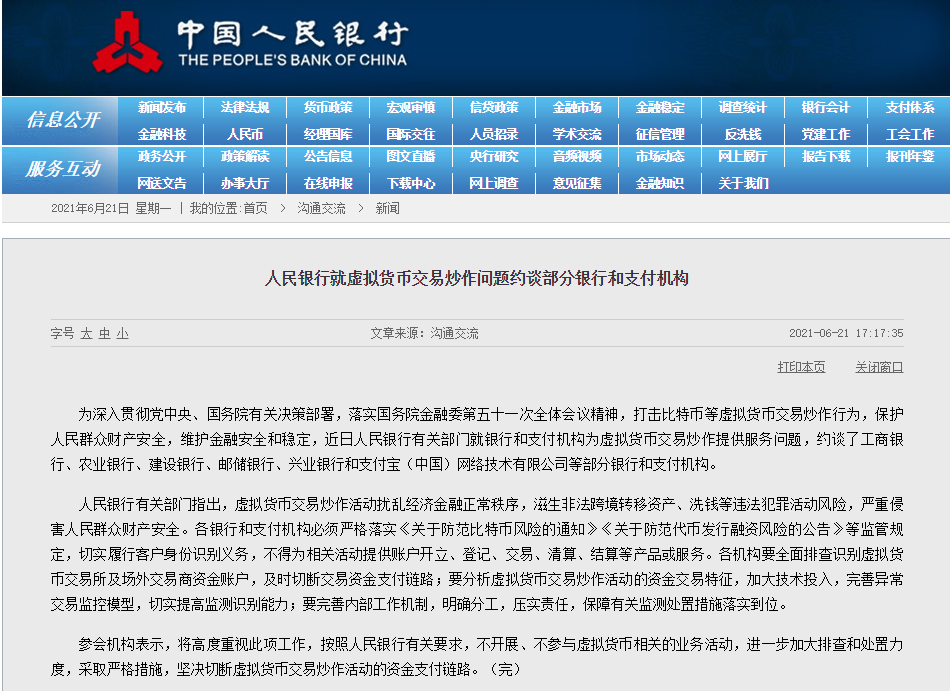 中国人民银行
THE PEOPLE'S BANK OF CHINA
信息公开
新闻发布 法律法规 货币政策 宏观审慎 信贷政策 金融市场 金融稳定 调查统计 银行会计 支付体系
金融科技 人民币 经理国库 国际交往 人员招录 学术交流 征信管理 反洗钱 党建工作 工会工作
服务互动
政务公开 政策解读 公告信息 图文直播 央行研究 音频视频 市场动态 网上展厅 报告下载 报刊年鉴
网送文告 办事大厅 在线申报 下载中心 网上调查 意见征集 金融知识 关于我们
2021年6月21日 星期一 | 我的位置:首页 > 沟通交流 > 新闻
人民银行就虚拟货币交易炒作问题约谈部分银行和支付机构
字号 大 中 小 文章来源：沟通交流 2021-06-21 17:17:35
打印本页 关闭窗口
为深入贯彻党中央、国务院有关决策部署，落实国务院金融委第五十一次全体会议精神，打击比特币等虚拟货币交易炒作行为，保护
人民群众财产安全，维护金融安全和稳定，近日人民银行有关部门就银行和支付机构为虚拟货币交易炒作提供服务问题，约谈了工商银
行、农业银行、建设银行、邮储银行、兴业银行和支付宝（中国）网络技术有限公司等部分银行和支付机构。
人民银行有关部门指出，虚拟货币交易炒作活动扰乱经济金融正常秩序，滋生非法跨境转移资产、洗钱等违法犯罪活动风险，严重侵
害人民群众财产安全。各银行和支付机构必须严格落实《关于防范比特币风险的通知》《关于防范代币发行融资风险的公告》等监管规
定，切实履行客户身份识别义务，不得为相关活动提供账户开立、登记、交易、清算、结算等产品或服务。各机构要全面排查识别虚拟货
币交易所及场外交易商资金账户，及时切断交易资金支付链路；要分析虚拟货币交易炒作活动的资金交易特征，加大技术投入，完善异常
交易监控模型，切实提高监测识别能力；要完善内部工作机制，明确分工，压实责任，保障有关监测处置措施落实到位。
参会机构表示，将高度重视此项工作，按照人民银行有关要求，不开展、不参与虚拟货币相关的业务活动，进一步加大排查和处置力
度，采取严格措施，坚决切断虚拟货币交易炒作活动的资金支付链路。（完）